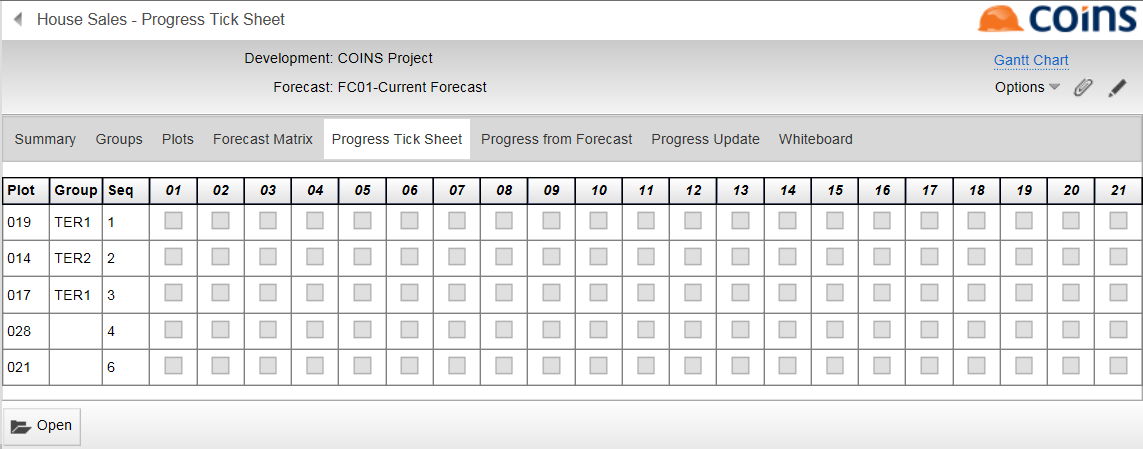 House Sales - Progress Tick Sheet
coins
Development: COINS Project
Gantt Chart
Forecast: FC01-Current Forecast
Options
Summary Groups Plots Forecast Matrix Progress Tick Sheet Progress from Forecast Progress Update Whiteboard
Plot Group Seq 01 02 03 04 05 06 07 08 09 10 11 12 13 14 15 16 17 18 19 20 21
019 TER1 1
014 TER2 2
017 TER1 3
028 4
021 6
Open